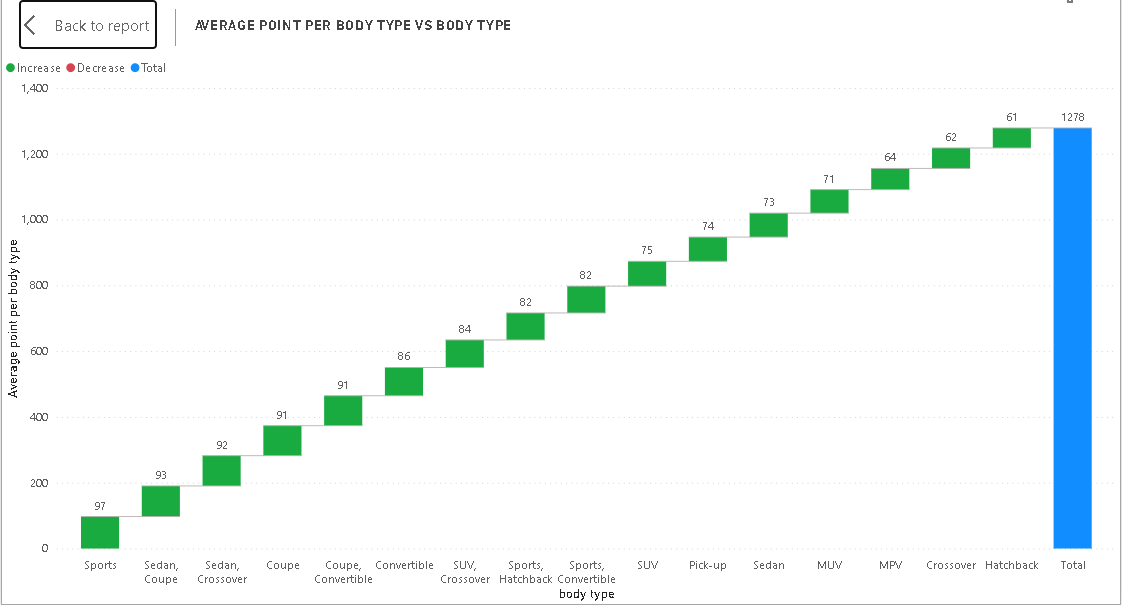 Back to report
AVERAGE POINT PER BODY TYPE VS BODY TYPE
Increase Decrease Total
1,400
1,200
1,000
800
600
400
200
0
Average point per body type
97
93
92
91
91
86
84
82
82
75
74
73
71
64
62
61
1278
Sports
Sedan,
Coupe
Sedan,
Crossover
Coupe
Coupe,
Convertible
Convertible
SUV,
Crossover
Sports,
Hatchback
Sports,
Convertible
SUV
Pick-up
Sedan
MUV
MPV
Crossover
Hatchback
Total
body type